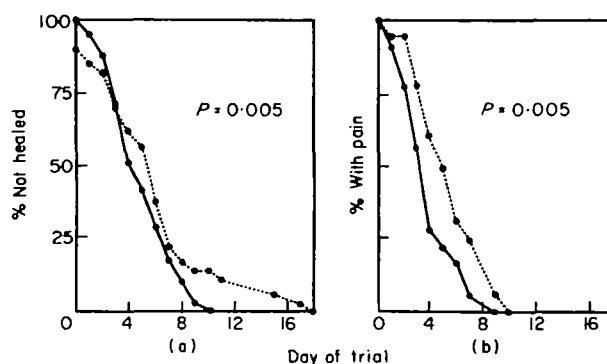 100
75
50
25
0
% Not healed
P = 0.005
0 4 8 12 16
(a)
% With pain
P = 0.005
0 4 8 12 16
(b)
Day of trial